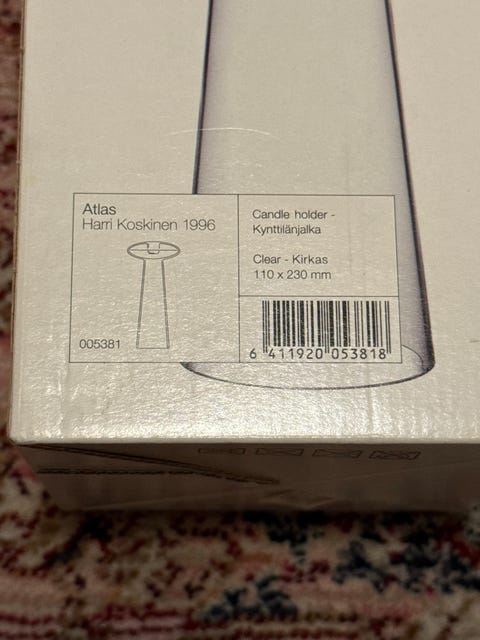 Atlas
Harri Koskinen 1996
005381
Candle holder -
Kynttilänjalka
Clear - Kirkas
110 x 230 mm
6 411920 053818